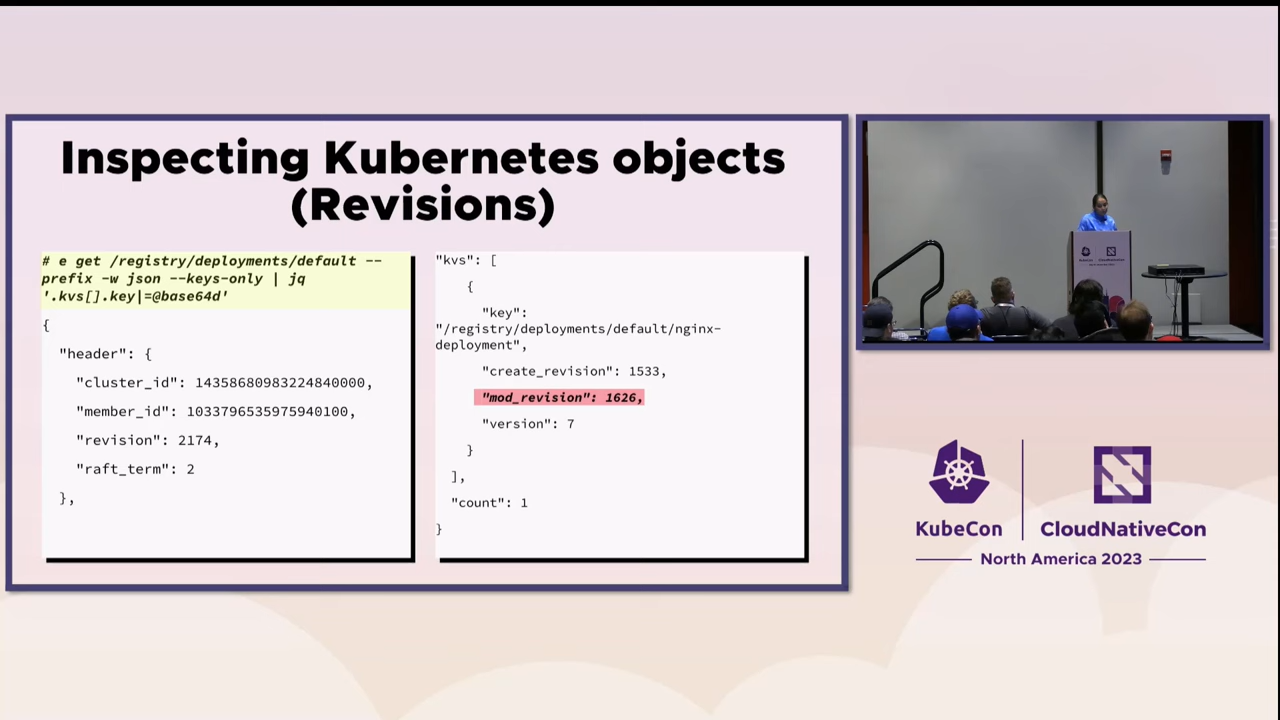 Inspecting Kubernetes objects
(Revisions)
# e get /registry/deployments/default --
prefix -w json --keys-only | jq
'.kvs[].key|=@base64d'
{
"header": {
"cluster_id": 14358680983224840000,
"member_id": 1033796535975940100,
"revision": 2174,
"raft_term": 2
},
"kvs": [
{
"key":
"/registry/deployments/default/nginx-
deployment",
"create_revision": 1533,
"mod_revision": 1626,
"version": 7
}
],
"count": 1
}
KubeCon
CloudNativeCon
North America 2023